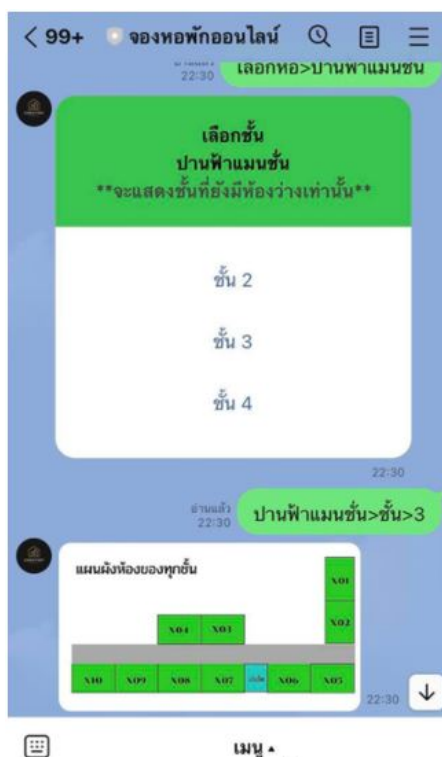 99+ จองหอพักออนไลน์
22:30
เลือกหอ>ปานฟ้าแมนชั่น
เลือกชั้น
ปานฟ้าแมนชั่น
**จะแสดงชั้นที่ยังมีห้องว่างเท่านั้น**
ชั้น 2
ชั้น 3
ชั้น 4
22:30
อ่านแล้ว
22:30
ปานฟ้าแมนชั่น>ชั้น>3
แผนผังห้องของทุกชั้น
X01
X02
X04 X03
X10 X09 X08 X07 X06 X05
22:30
เมนู